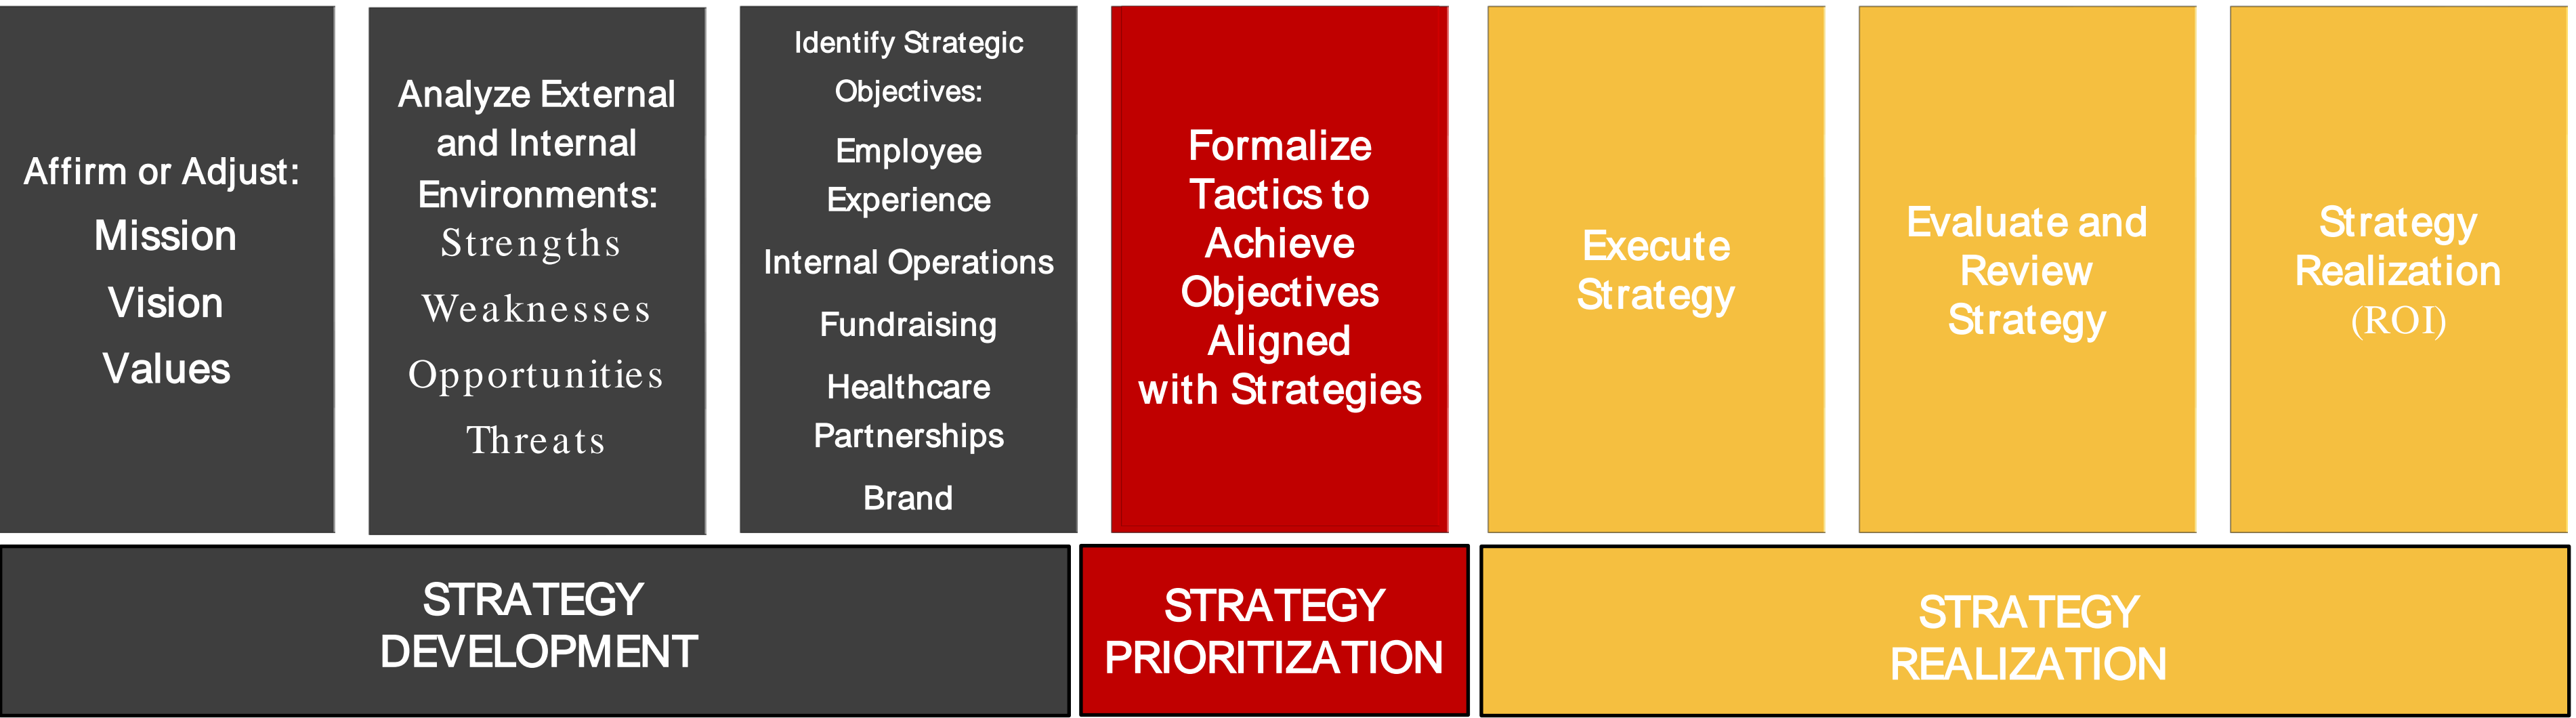 Affirm or Adjust:
Mission
Vision
Values
Analyze External
and Internal
Environments:
Strengths
Weaknesses
Opportunities
Threats
Identify Strategic
Objectives:
Employee
Experience
Internal Operations
Fundraising
Healthcare
Partnerships
Brand
Formalize
Tactics to
Achieve
Objectives
Aligned
with Strategies
Execute
Strategy
Evaluate and
Review
Strategy
Strategy
Realization
(ROI)
STRATEGY
DEVELOPMENT
STRATEGY
PRIORITIZATION
STRATEGY
REALIZATION